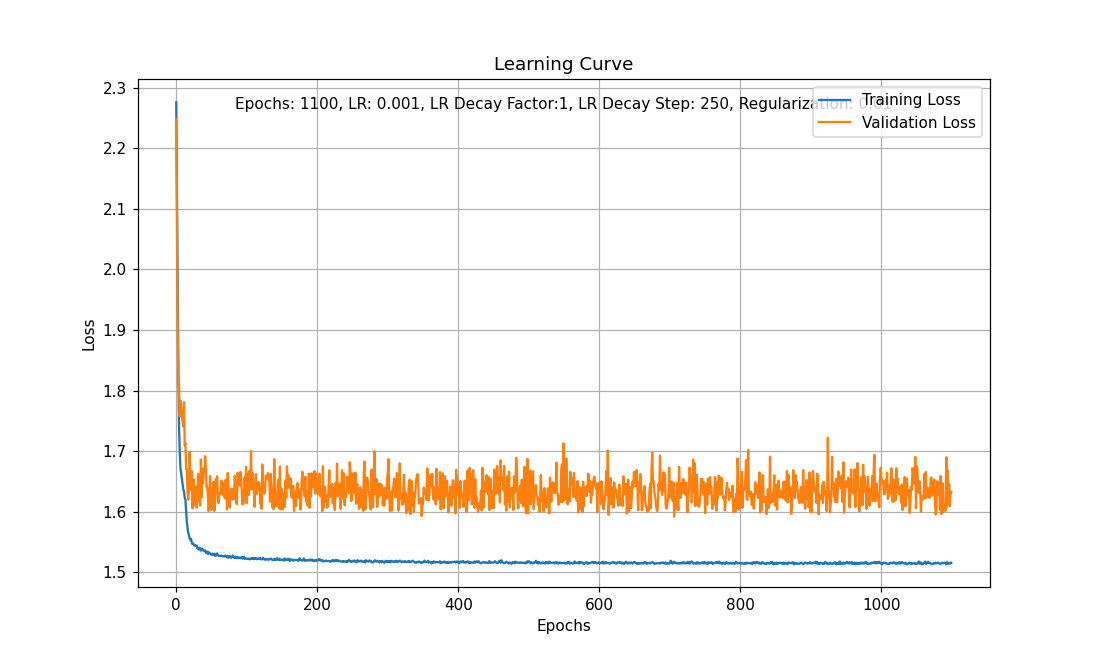 Learning Curve
Epochs: 1100, LR: 0.001, LR Decay Factor:1, LR Decay Step: 250, Regularization: 0.01
Training Loss
Validation Loss
2.3
2.2
2.1
2.0
1.9
1.8
1.7
1.6
1.5
Loss
0
200
400
600
800
1000
Epochs